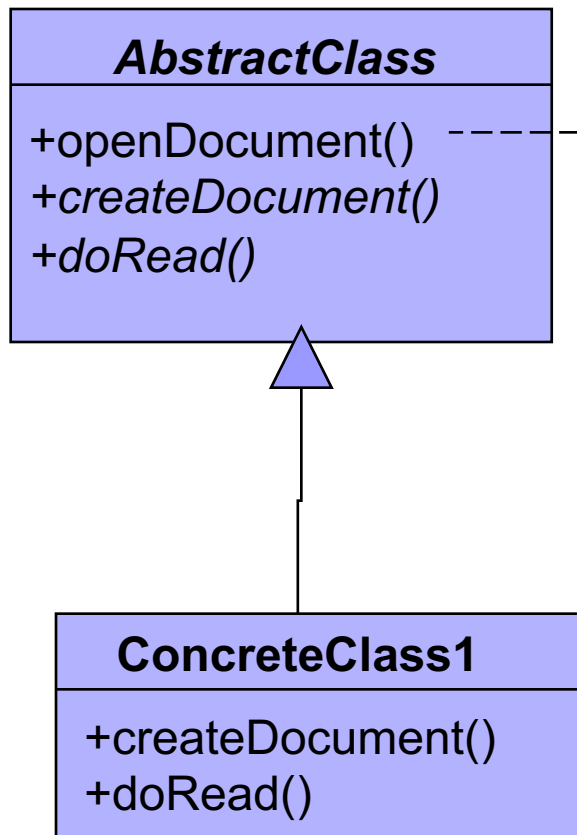 AbstractClass
+openDocument()
+createDocument()
+doRead()
ConcreteClass1
+createDocument()
+doRead()